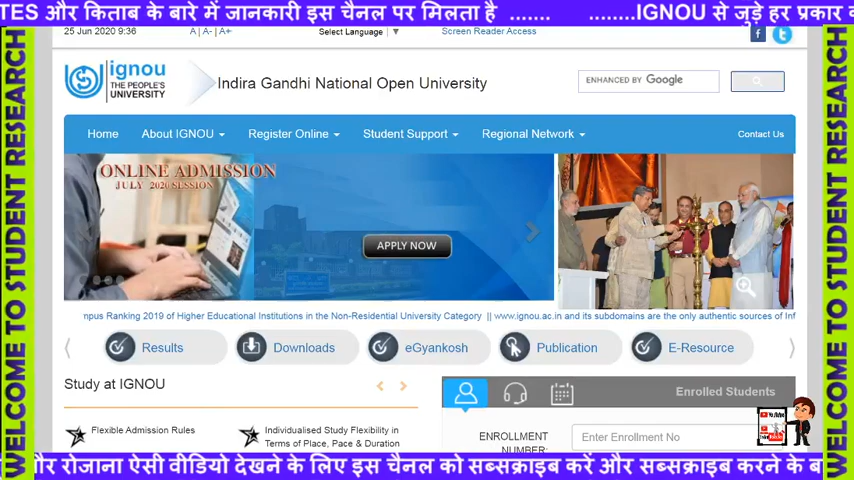 TES और किताब के बारे में जानकारी इस चैनल पर मिलता है ....... ........IGNOU से जुड़े हर प्रकार
25 Jun 2020 9:36 A | A- | A+ Select Language ▼ Screen Reader Access
ignou
THE PEOPLE'S
UNIVERSITY
Indira Gandhi National Open University
ENHANCED BY Google
Home About IGNOU Register Online Student Support Regional Network Contact Us
ONLINE ADMISSION
JULY 2020 SESSION
APPLY NOW
mpus Ranking 2019 of Higher Educational Institutions in the Non-Residential University Category || www.ignou.ac.in and its subdomains are the only authentic sources of Inf
Results Downloads eGyankosh Publication E-Resource
Study at IGNOU
Enrolled Students
Flexible Admission Rules
Individualised Study Flexibility in
Terms of Place, Pace & Duration
ENROLLMENT
NUMBER:
Enter Enrollment No
और रोजाना ऐसी वीडियो देखने के लिए इस चैनल को सब्सक्राइब करें और सब्सक्राइब करने के
WELCOME TO STUDENT RESEARCH
WELCOME TO STUDENT RESEARCH